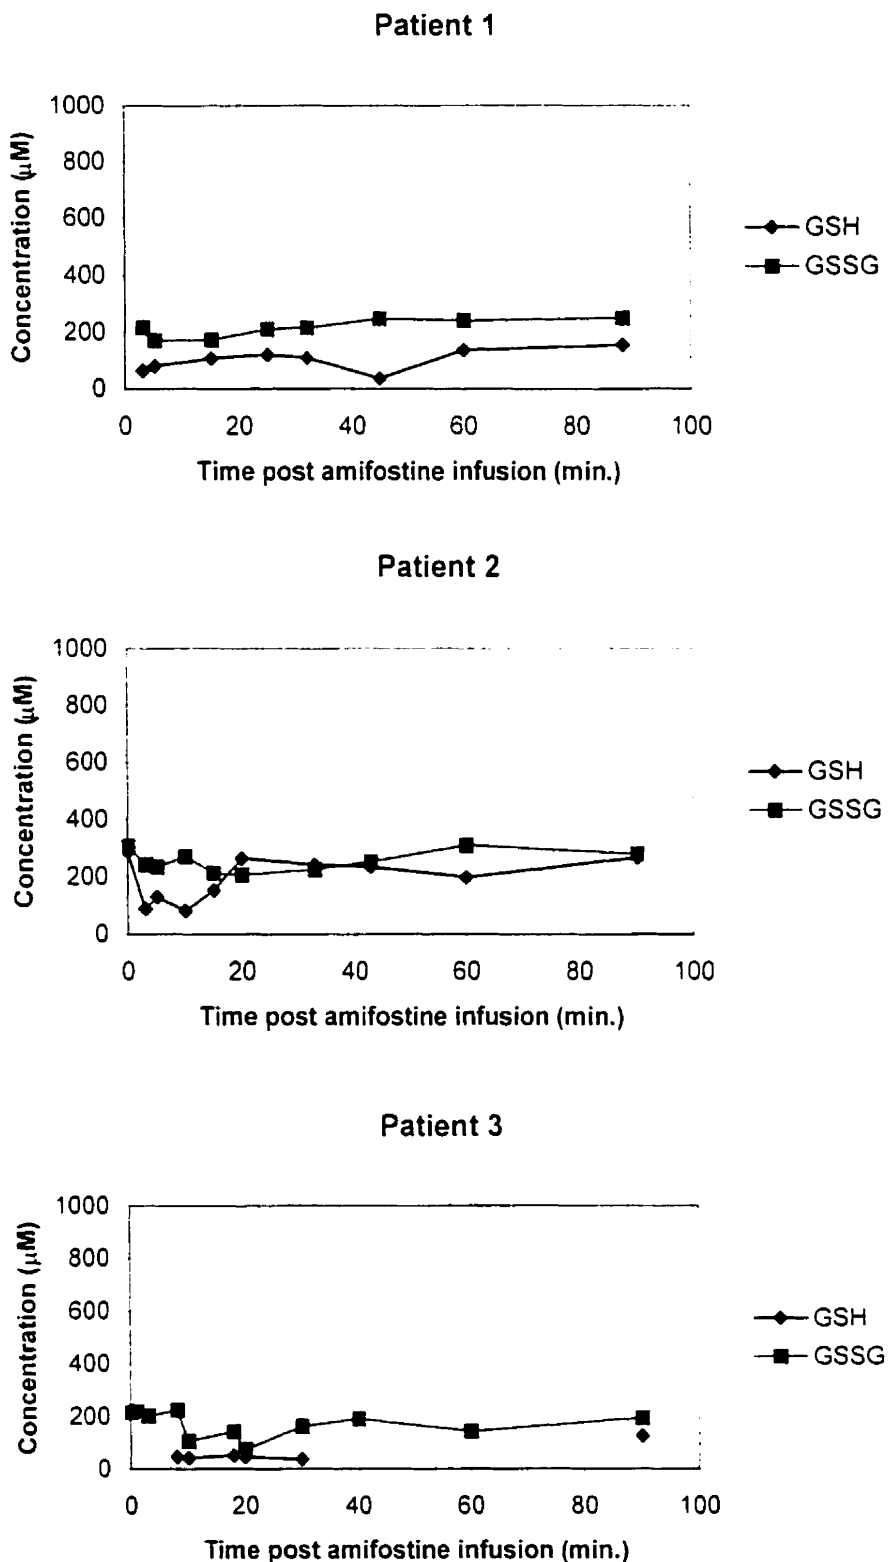 Patient 1
Concentration (μM)
1000
800
600
400
200
0
0 20 40 60 80 100
Time post amifostine infusion (min.)
GSH
GSSG
Patient 2
Concentration (μM)
1000
800
600
400
200
0
0 20 40 60 80 100
Time post amifostine infusion (min.)
GSH
GSSG
Patient 3
Concentration (μM)
1000
800
600
400
200
0
0 20 40 60 80 100
Time post amifostine infusion (min.)
GSH
GSSG